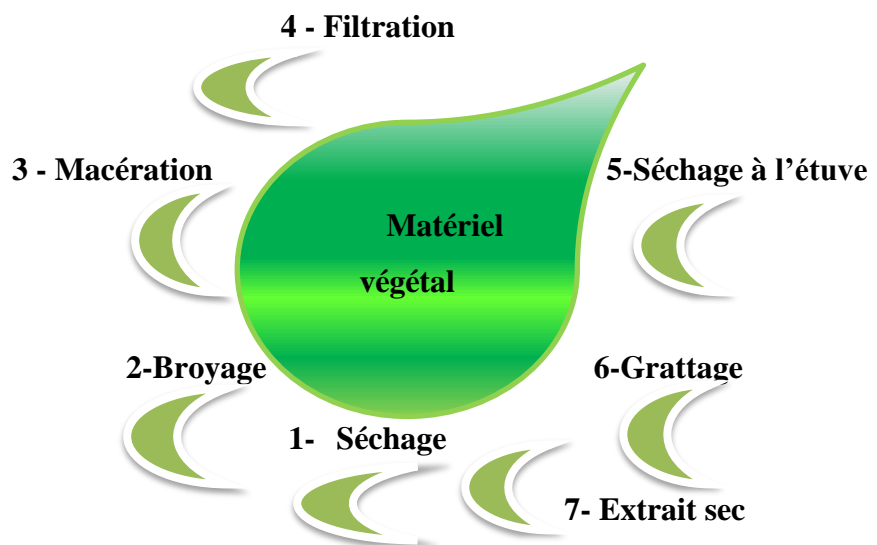 4 - Filtration
3 - Macération
5-Séchage à l’étuve
Matériel
végétal
2-Broyage
6-Grattage
1- Séchage
7- Extrait sec